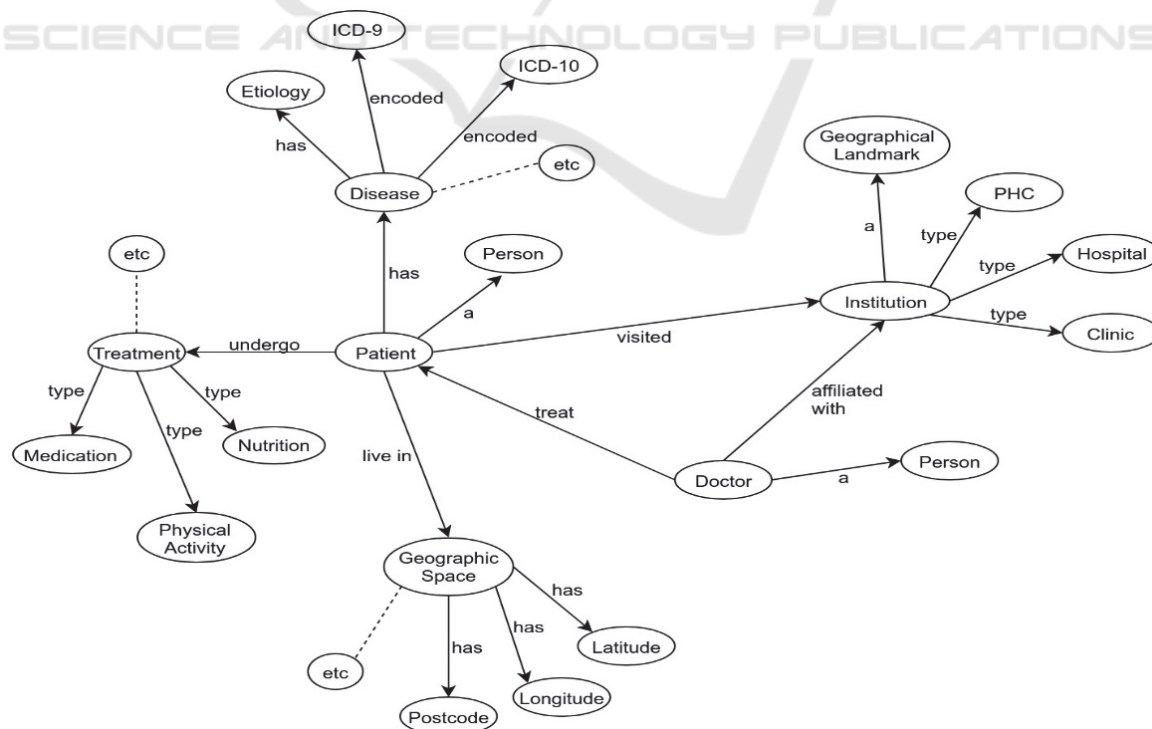 SCIENCE AND TECHNOLOGY PUBLICATIONS
ICD-9
ICD-10
Etiology
encoded
encoded
has
etc
Disease
Geographical
Landmark
PHC
a
type
Hospital
type
Institution
type
Clinic
etc
has
Person
a
visited
Treatment
undergo
Patient
type
type
type
Medication
Nutrition
Physical
Activity
treat
affiliated
with
live in
Doctor
a
Person
Geographic
Space
has
has
has
etc
Latitude
Longitude
Postcode